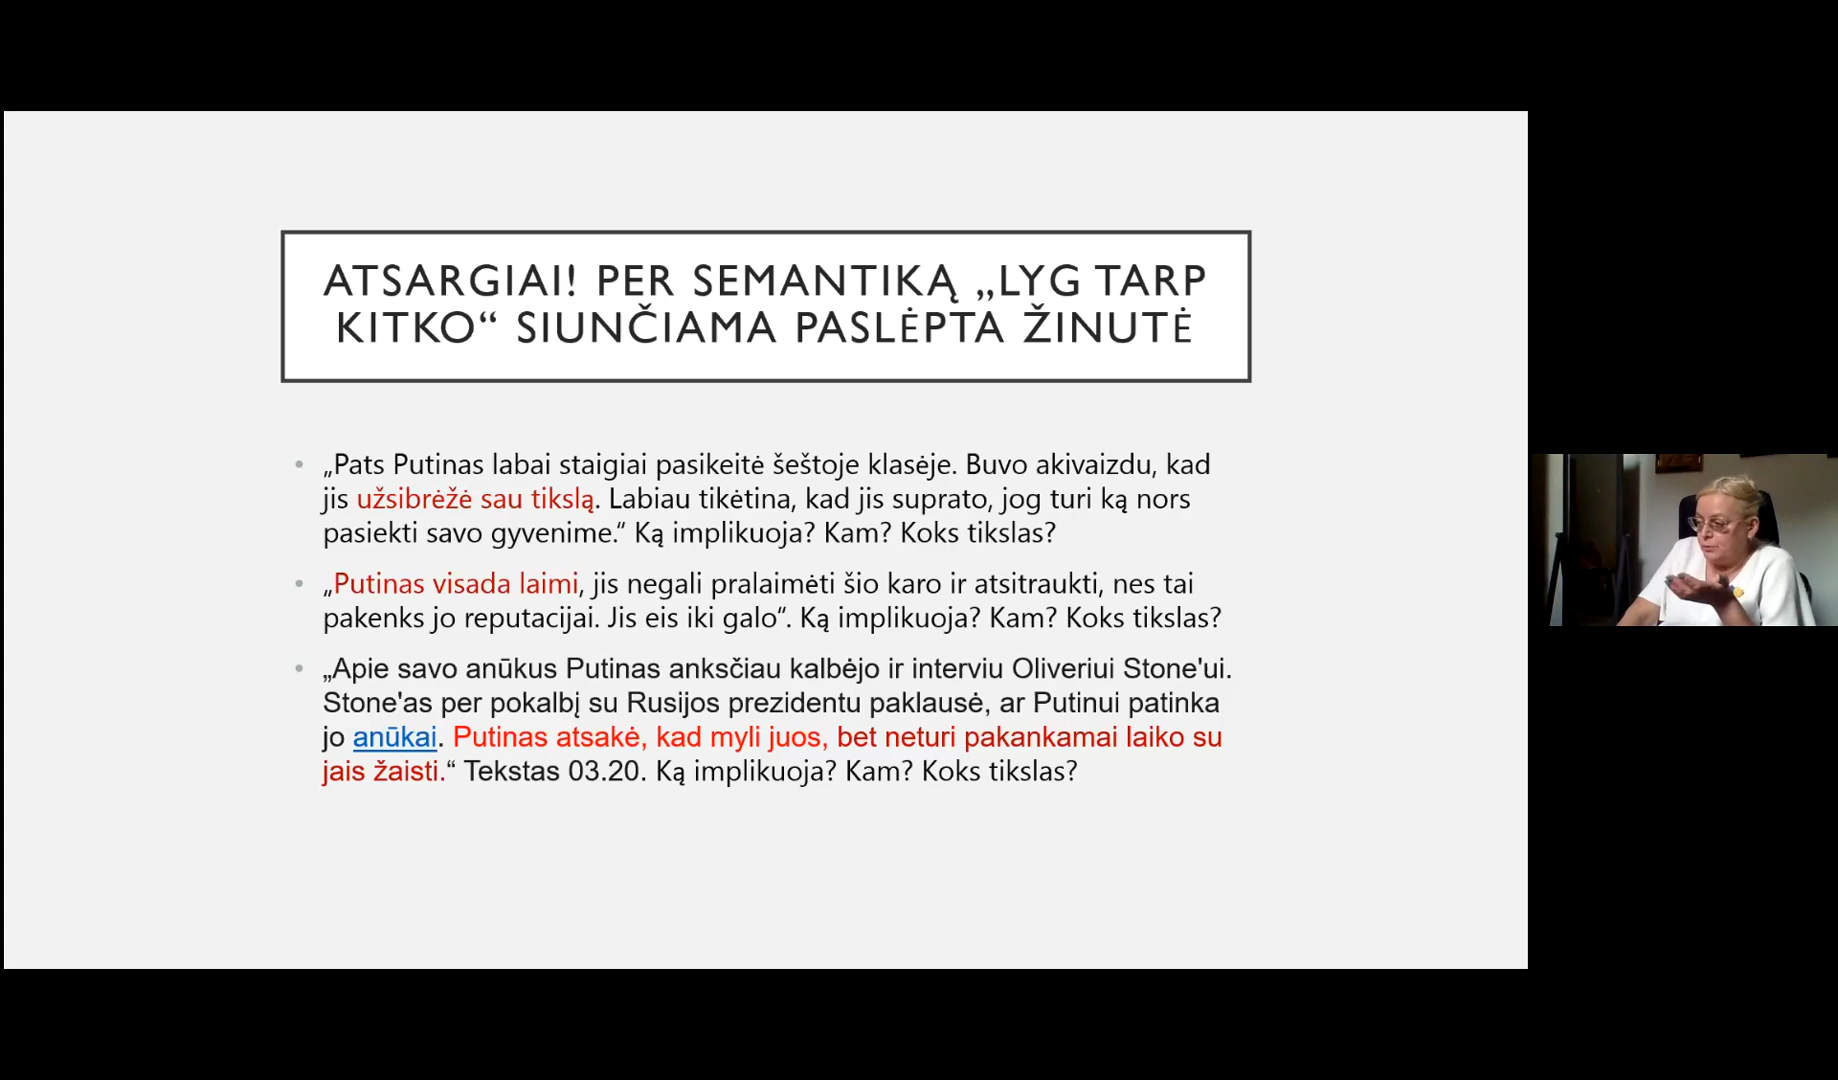 ATSARGIAI! PER SEMANTIKĄ „LYG TARP
KITKO“ SIUNČIAMA PASLĖPTA ŽINUTĖ
• „Pats Putinas labai staigiai pasikeitė šeštoje klasėje. Buvo akivaizdu, kad
jis užsibrėžė sau tikslą. Labiau tikėtina, kad jis suprato, jog turi ką nors
pasiekti savo gyvenime.“ Ką implikuoja? Kam? Koks tikslas?
• „Putinas visada laimi, jis negali pralaimėti šio karo ir atsitraukti, nes tai
pakenks jo reputacijai. Jis eis iki galo“. Ką implikuoja? Kam? Koks tikslas?
• „Apie savo anūkus Putinas anksčiau kalbėjo ir interviu Oliveriui Stone'ui.
Stone'as per pokalbį su Rusijos prezidentu paklausė, ar Putinui patinka
jo anūkai. Putinas atsakė, kad myli juos, bet neturi pakankamai laiko su
jais žaisti.“ Tekstas 03.20. Ką implikuoja? Kam? Koks tikslas?